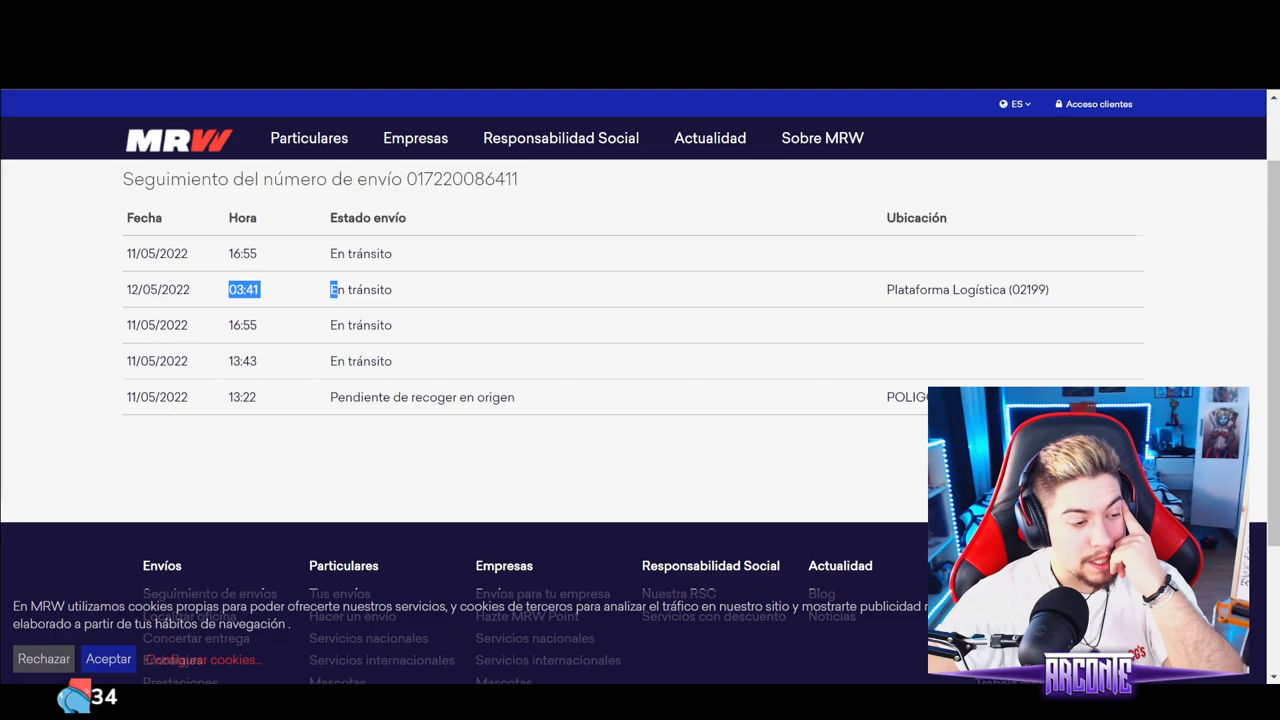 ES
Acceso clientes
MRW
Particulares
Empresas
Responsabilidad Social
Actualidad
Sobre MRW
Seguimiento del número de envío 017220086411
Fecha Hora Estado envío Ubicación
11/05/2022 16:55 En tránsito
12/05/2022 03:41 En tránsito Plataforma Logística (02199)
11/05/2022 16:55 En tránsito
11/05/2022 13:43 En tránsito
11/05/2022 13:22 Pendiente de recoger en origen POLIG
Envíos Particulares Empresas Responsabilidad Social Actualidad
Seguimiento de envíos Tus envíos Envíos para tu empresa Nuestra RSC Blog
En MRW utilizamos cookies propias para poder ofrecerte nuestros servicios, y cookies de terceros para analizar el tráfico en nuestro sitio y mostrarte publicidad
Localizar oficina Hacer un envío Hazte MRW Point Servicios con descuento Noticias
elaborado a partir de tus hábitos de navegación .
Concertar entrega Servicios nacionales Servicios nacionales
Rechazar Aceptar Configurar cookies...
Servicios internacionales Servicios internacionales
Prestaciones Mascotas Mercotas
ARCONTE
34